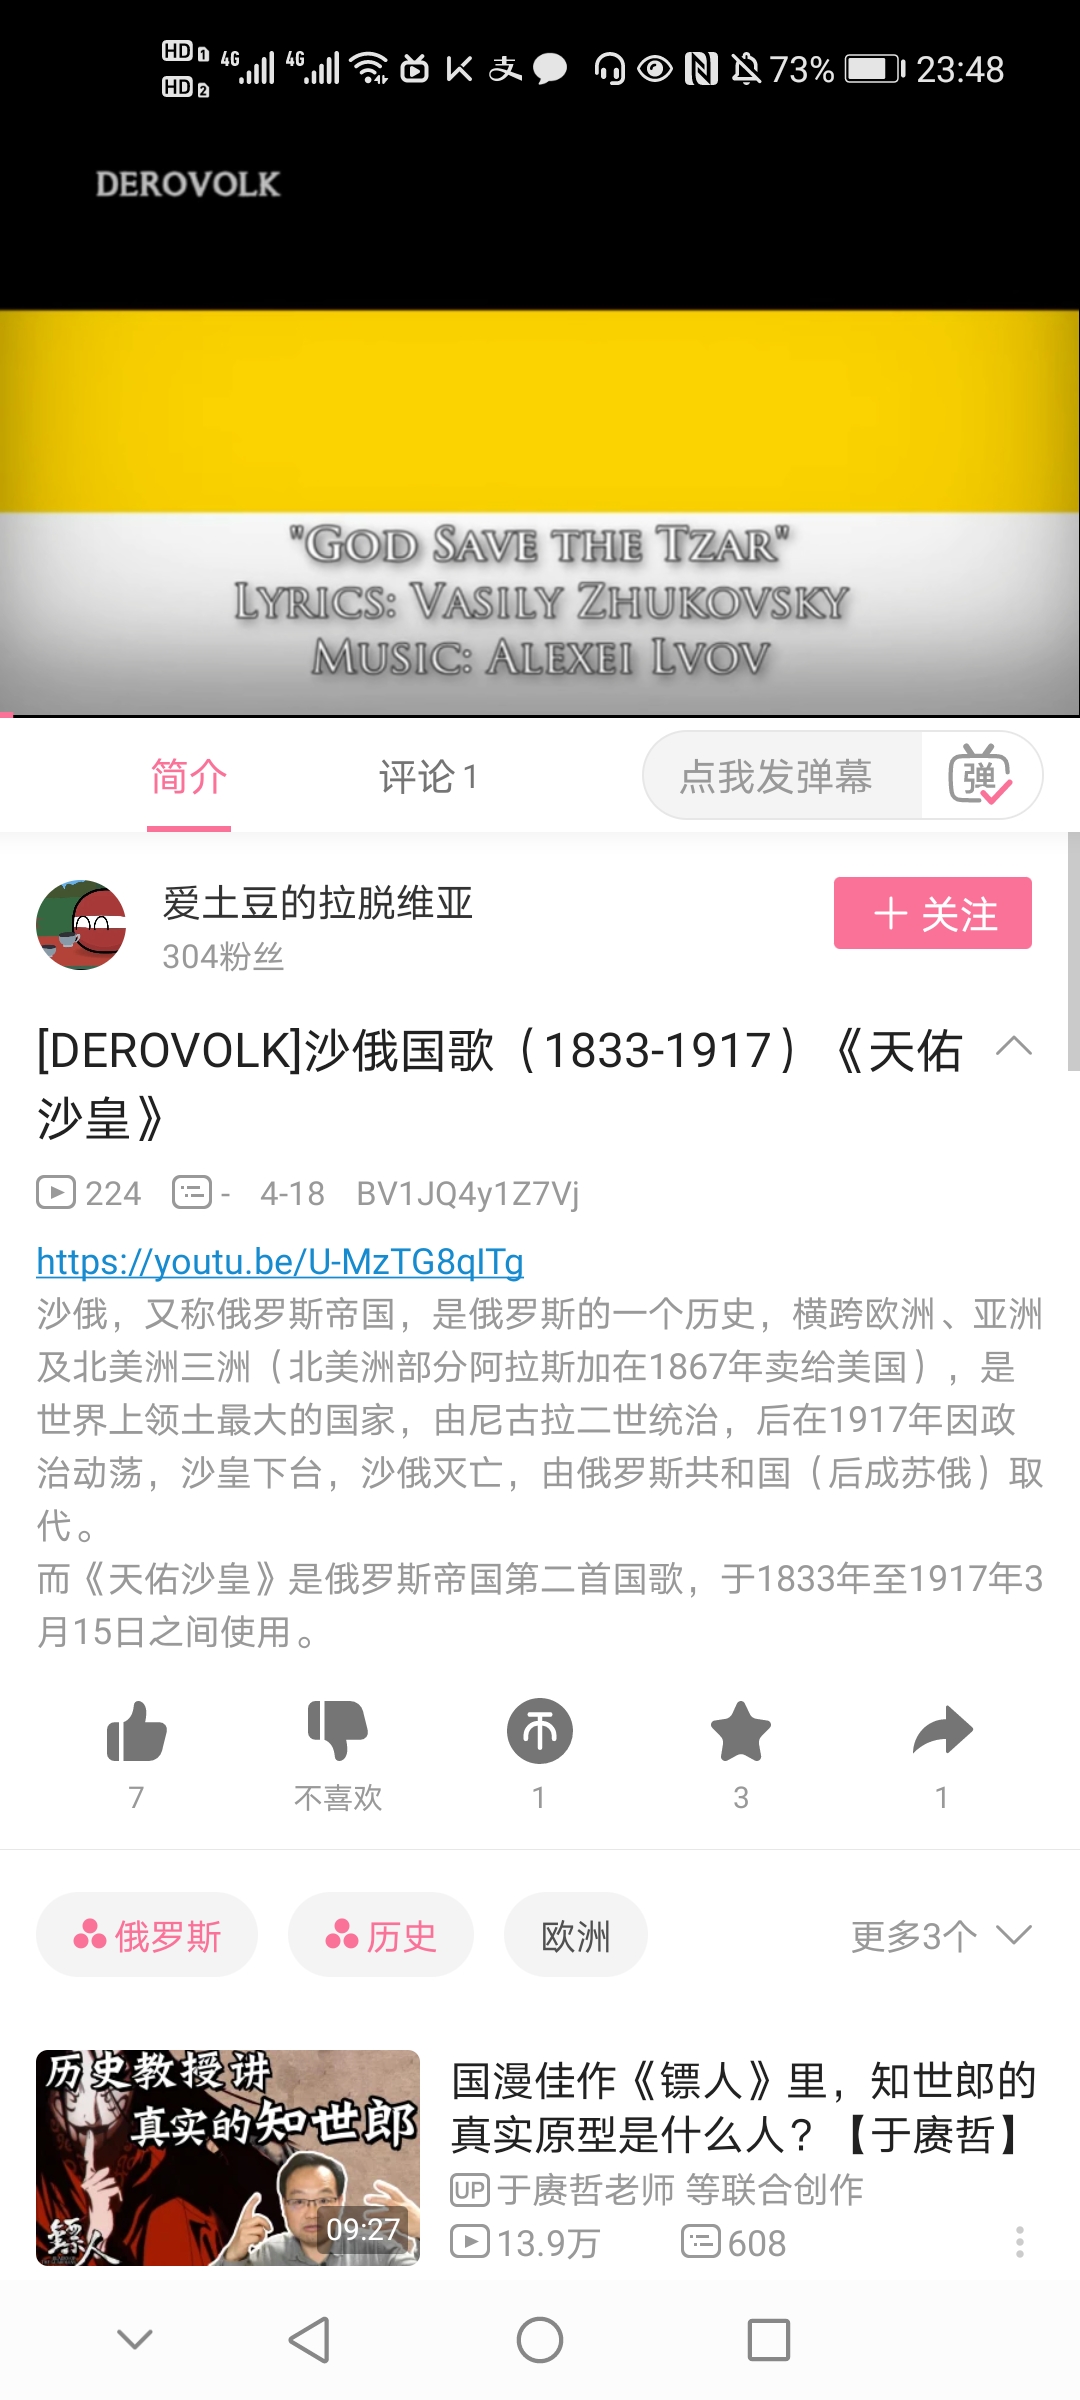 HD 1 4G 4G 73% 23:48
HD 2
DEROVOLK
"God Save the Tzar"
Lyrics: Vasily Zhukovsky
Music: Alexei Lvov
简介 评论 1 点我发弹幕 弹
爱土豆的拉脱维亚
304粉丝
关注
[DEROVOLK]沙俄国歌（1833-1917）《天佑
沙皇》
224 - 4-18 BV1JQ4y1Z7Vj
https://youtu.be/U-MzTG8qITg
沙俄，又称俄罗斯帝国，是俄罗斯的一个历史，横跨欧洲、亚洲
及北美洲三洲（北美洲部分阿拉斯加在1867年卖给美国），是
世界上领土最大的国家，由尼古拉二世统治，后在1917年因政
治动荡，沙皇下台，沙俄灭亡，由俄罗斯共和国（后成苏俄）取
代。
而《天佑沙皇》是俄罗斯帝国第二首国歌，于1833年至1917年3
月15日之间使用。
7 不喜欢 1 3 1
俄罗斯 历史 欧洲 更多3个
历史教授讲
真实的知世郎
镖人
09:27
国漫佳作《镖人》里，知世郎的
真实原型是什么人？【于赓哲】
UP 于赓哲老师 等联合创作
13.9万 608